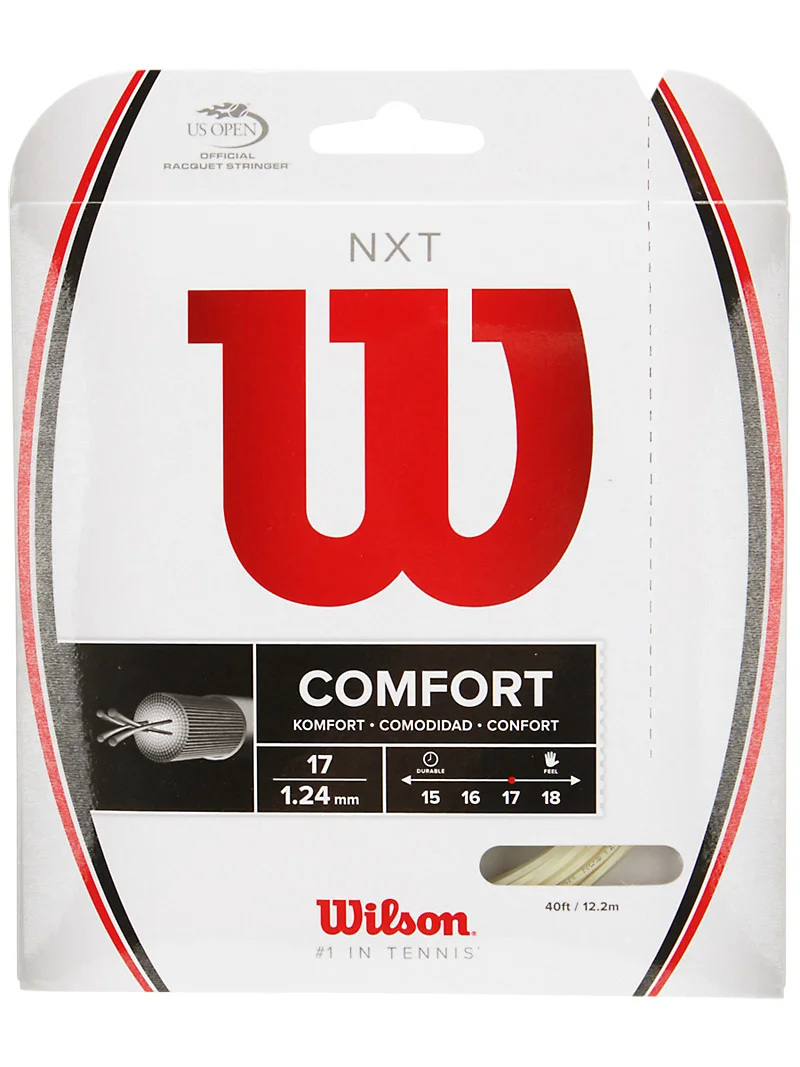 US OPEN
OFFICIAL
RACQUET STRINGER™
NXT
W
COMFORT
KOMFORT • COMODIDAD • CONFORT
17
1.24 mm
DURABLE
FEEL
15 16 17 18
40ft / 12.2m
Wilson.
#1 IN TENNIS